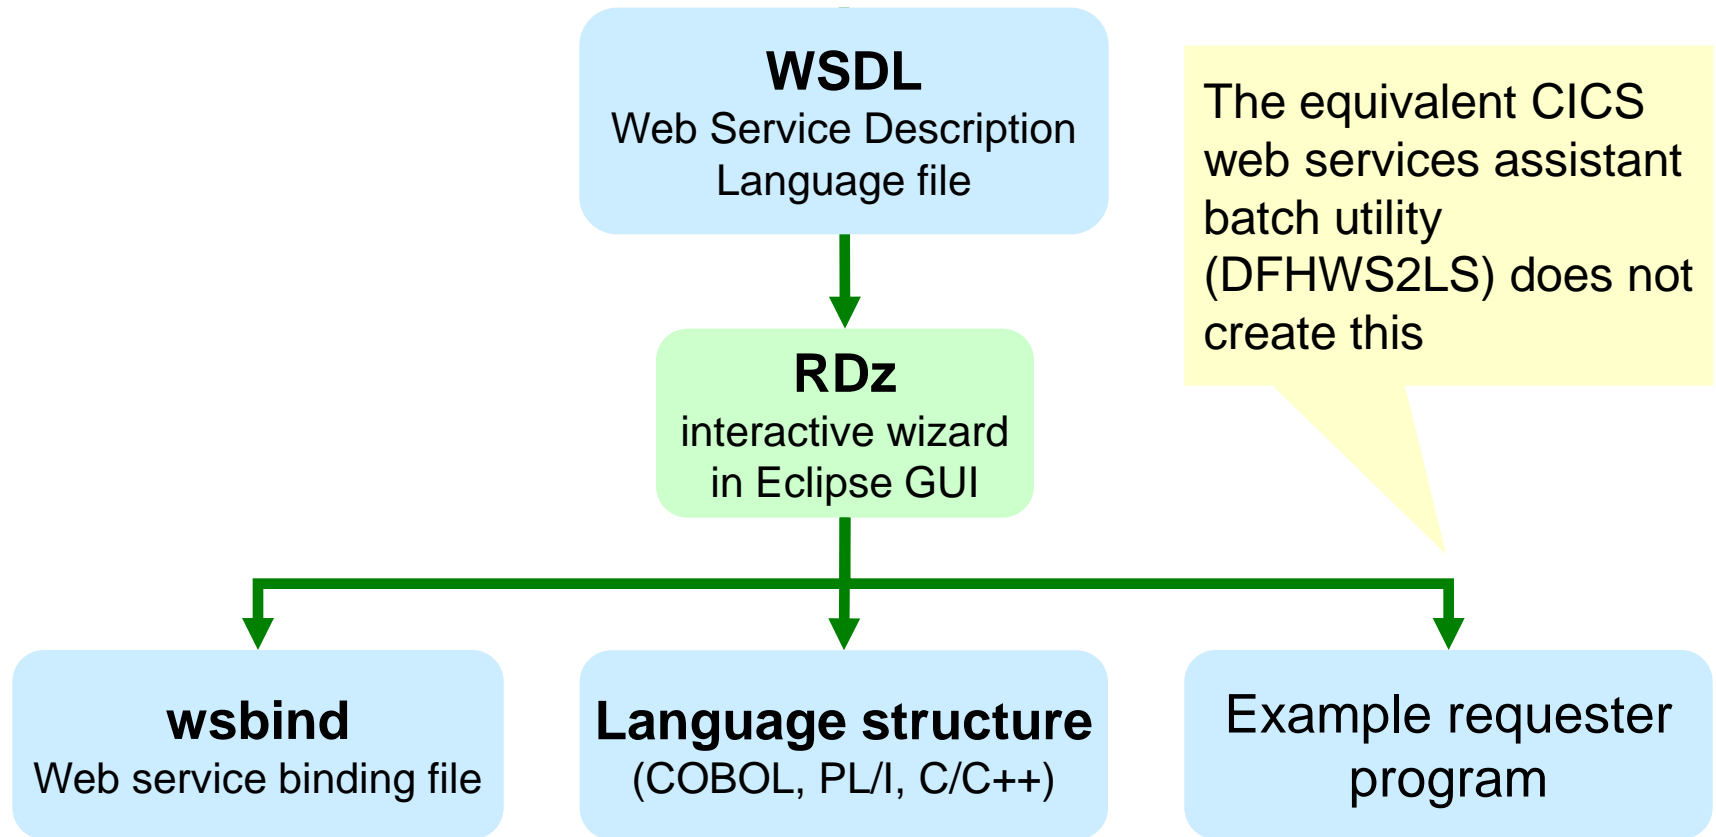 WSDL
Web Service Description
Language file
The equivalent CICS
web services assistant
batch utility
(DFHWS2LS) does not
create this
RDz
interactive wizard
in Eclipse GUI
wsbind
Web service binding file
Language structure
(COBOL, PL/I, C/C++)
Example requester
program